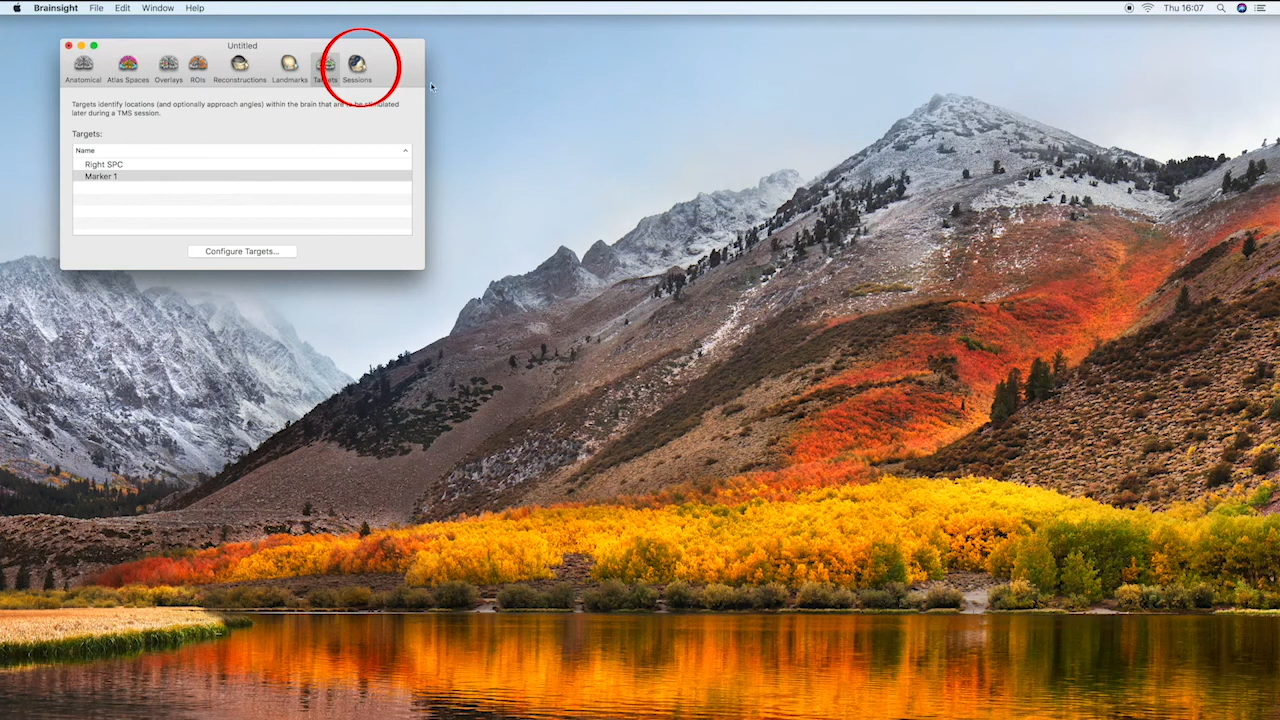 Brainsight File Edit Window Help Thu 16:07
Untitled
Anatomical Atlas Spaces Overlays ROIs Reconstructions Landmarks Targets Sessions
Targets identify locations (and optionally approach angles) within the brain that are to be stimulated
later during a TMS session.
Targets:
Name
Right SPC
Marker 1
Configure Targets...